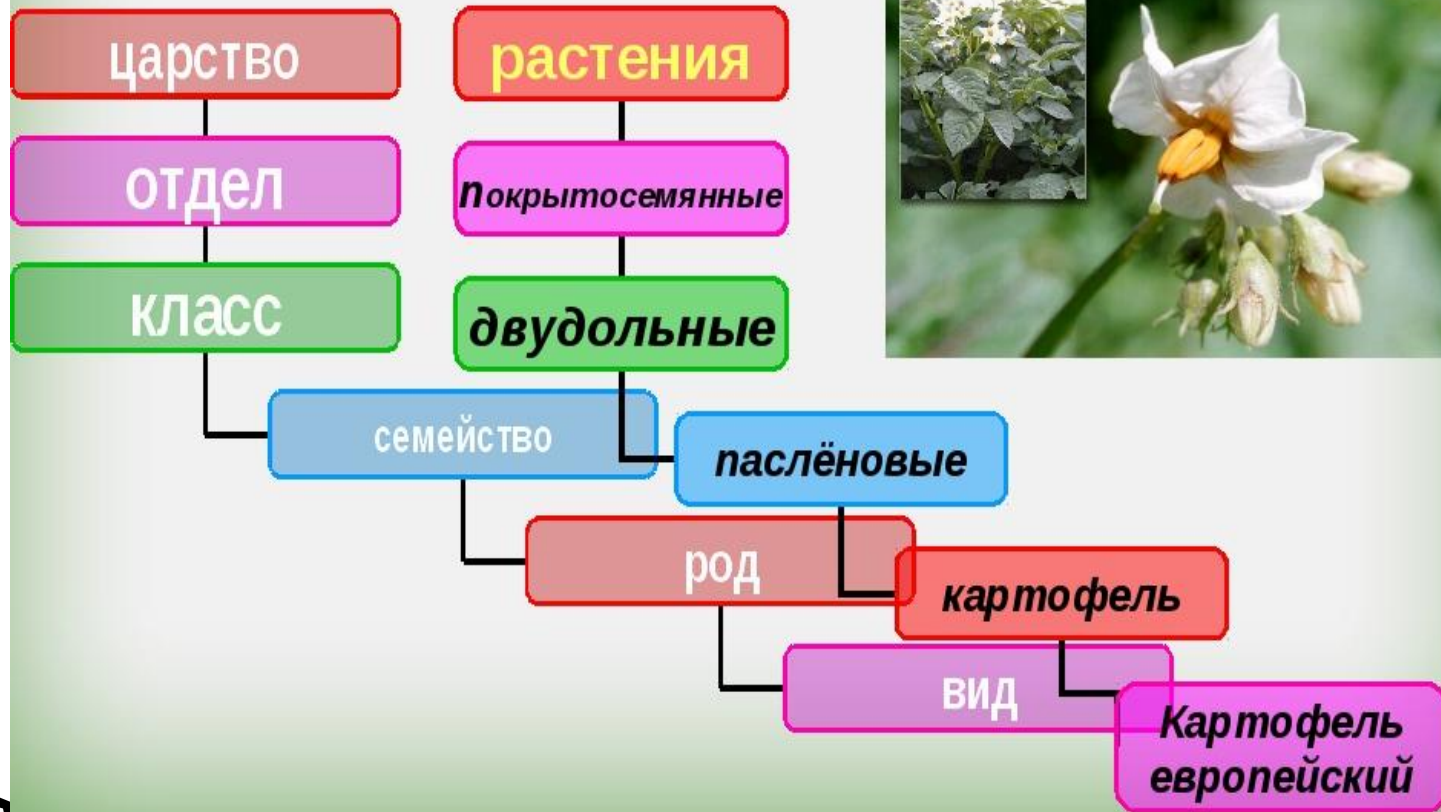 царство
растения
отдел
покрытосемянные
класс
двудольные
семейство
паслёновые
род
картофель
вид
Картофель
европейский